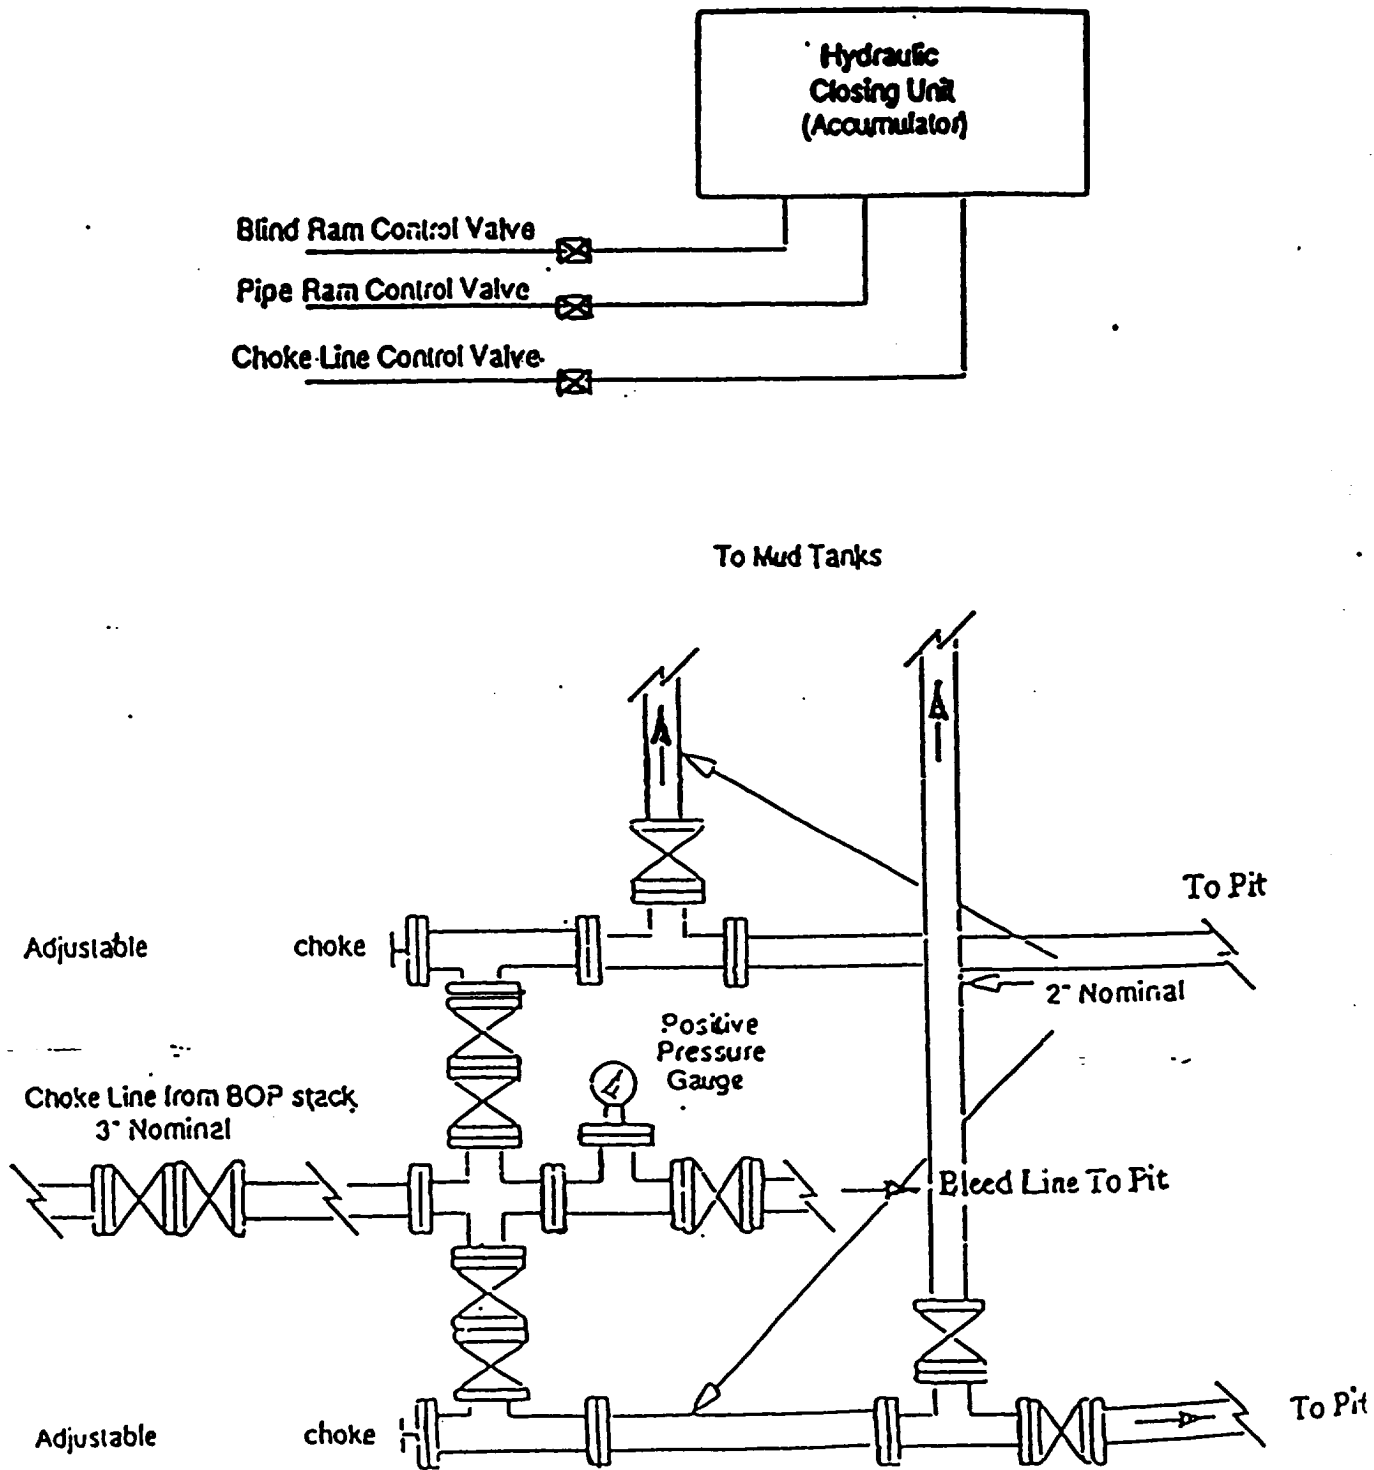 Hydraulic
Closing Unit
(Accumulator)
Blind Ram Control Valve
Pipe Ram Control Valve
Choke Line Control Valve
To Mud Tanks
To Pit
Adjustable choke
2" Nominal
Positive
Pressure
Gauge
Choke Line from BOP stack
3" Nominal
Bleed Line To Pit
To Pit
Adjustable choke